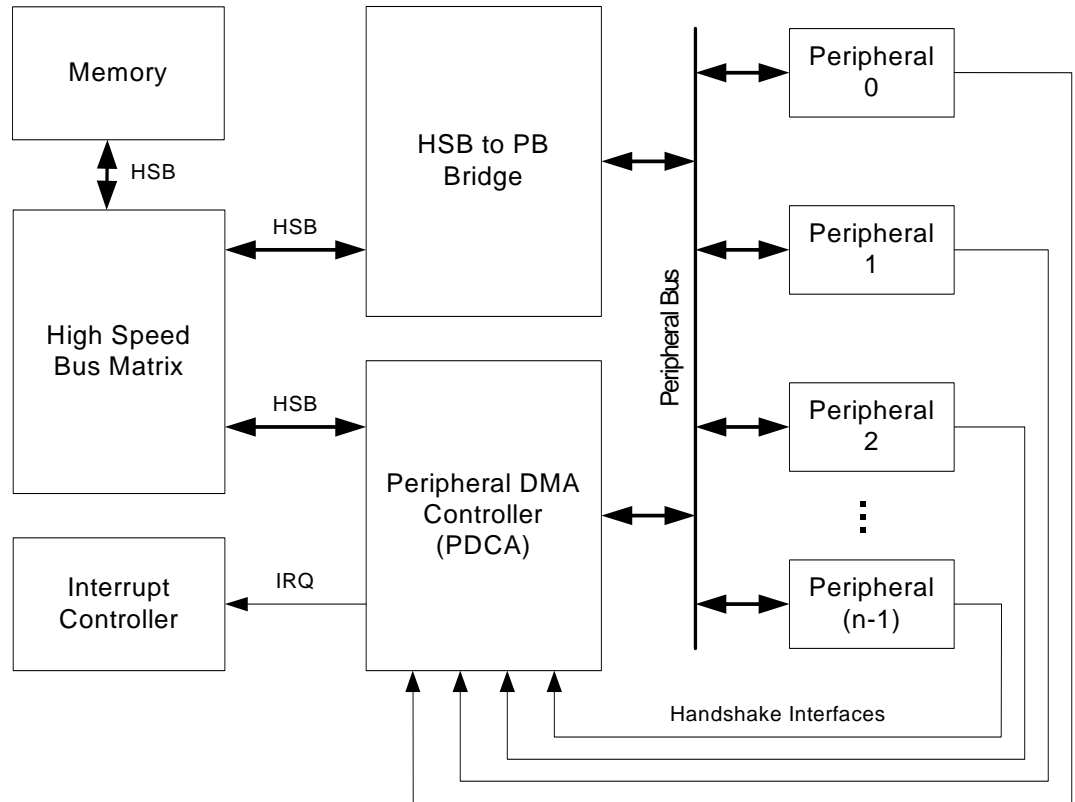 Memory
HSB
High Speed
Bus Matrix
HSB
HSB
Interrupt
Controller
IRQ
HSB to PB
Bridge
Peripheral DMA
Controller
(PDCA)
Peripheral Bus
Peripheral
0
Peripheral
1
Peripheral
2
Peripheral
(n-1)
Handshake Interfaces